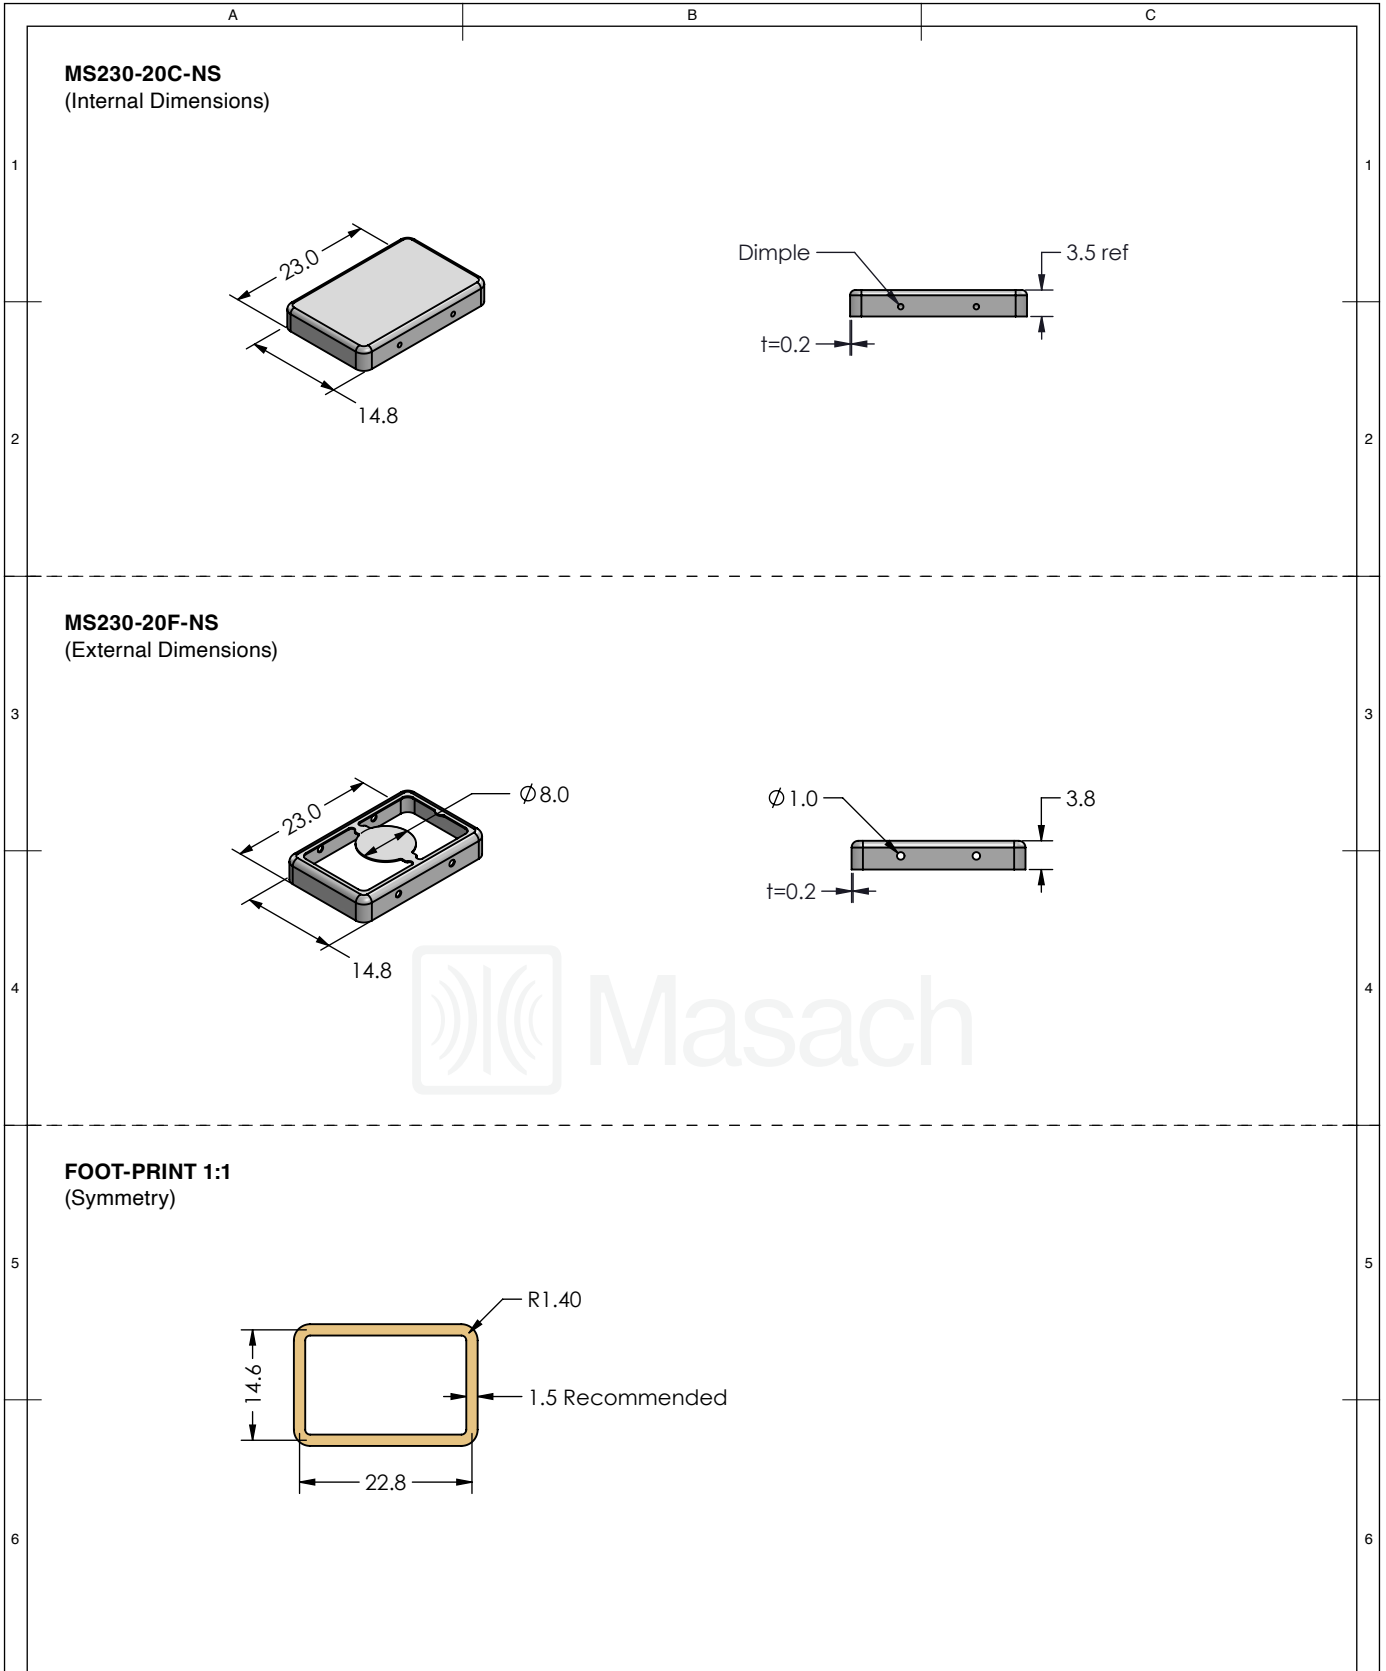 A B C
MS230-20C-NS
(Internal Dimensions)
1 1
23.0
14.8
Dimple
3.5 ref
t=0.2
2 2
MS230-20F-NS
(External Dimensions)
3 3
23.0
Ø8.0
14.8
Ø1.0
3.8
t=0.2
Masach
4 4
FOOT-PRINT 1:1
(Symmetry)
5 5
R1.40
14.6
1.5 Recommended
22.8
6 6